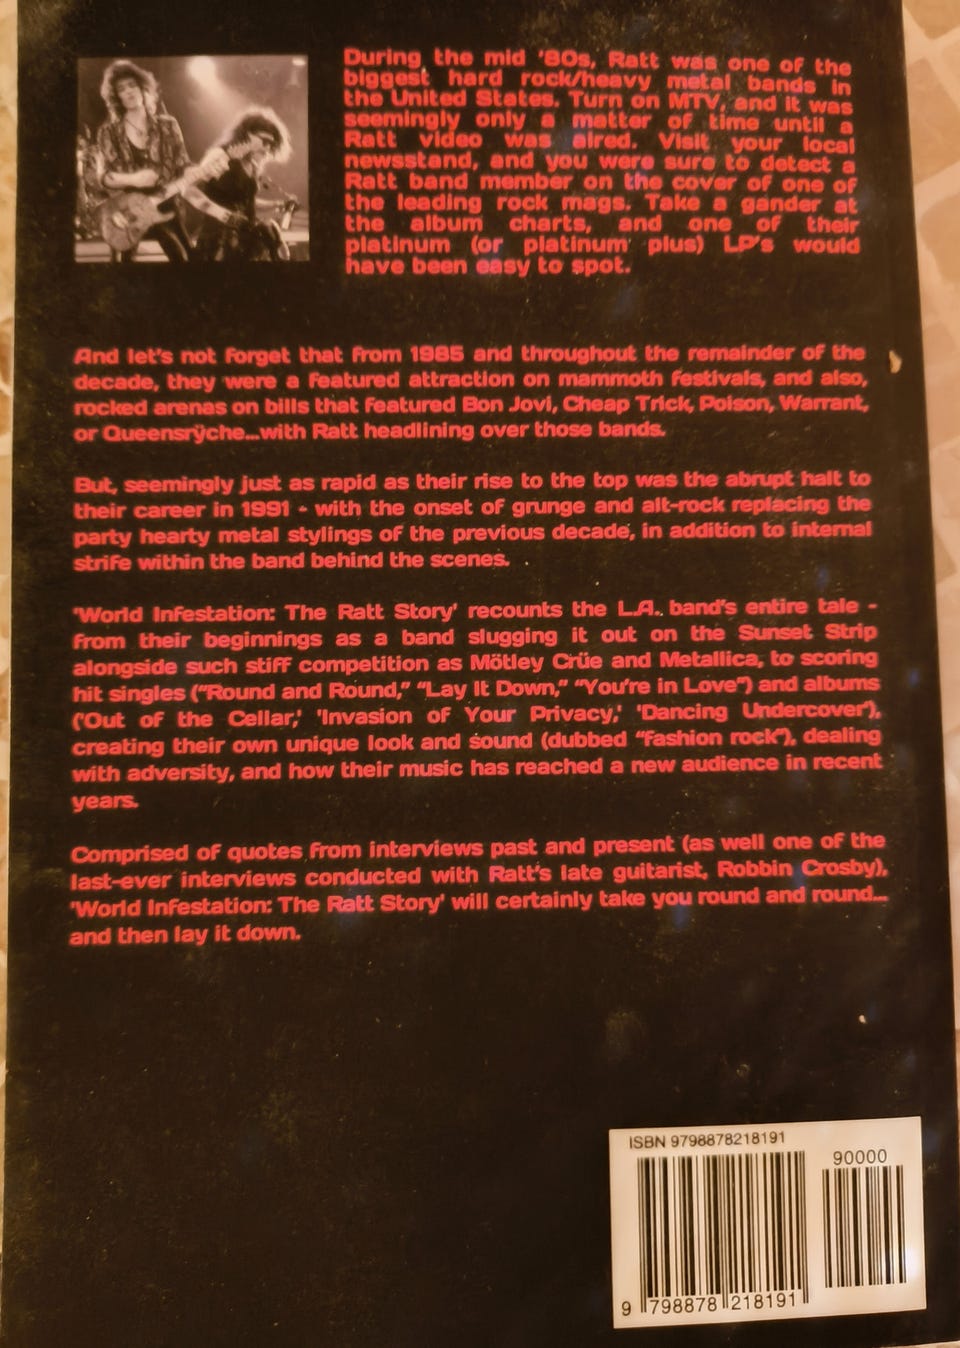 During the mid '80s, Ratt was one of the
biggest hard rock/heavy metal bands in
the United States. Turn on MTV, and it was
seemingly only a matter of time until a
Ratt video was aired. Visit your local
newsstand, and you were sure to detect a
Ratt band member on the cover of one of
the leading rock mags. Take a gander at
the album charts, and one of their
platinum (or platinum plus) LP's would
have been easy to spot.
And let's not forget that from 1985 and throughout the remainder of the
decade, they were a featured attraction on mammoth festivals, and also,
rocked arenas on bills that featured Bon Jovi, Cheap Trick, Poison, Warrant,
or Queensrÿche...with Ratt headlining over those bands.
But, seemingly just as rapid as their rise to the top was the abrupt halt to
their career in 1991 - with the onset of grunge and alt-rock replacing the
party hearty metal stylings of the previous decade, in addition to internal
strife within the band behind the scenes.
'World Infestation: The Ratt Story' recounts the L.A. band's entire tale -
from their beginnings as a band slugging it out on the Sunset Strip
alongside such stiff competition as Mötley Crüe and Metallica, to scoring
hit singles ("Round and Round," "Lay It Down," "You're in Love") and albums
('Out of the Cellar,' 'Invasion of Your Privacy,' 'Dancing Undercover'),
creating their own unique look and sound (dubbed "fashion rock"), dealing
with adversity, and how their music has reached a new audience in recent
years.
Comprised of quotes from interviews past and present (as well one of the
last-ever interviews conducted with Ratt's late guitarist, Robbin Crosby),
'World Infestation: The Ratt Story' will certainly take you round and round...
and then lay it down.
ISBN 9798878218191
90000
9 798878 218191